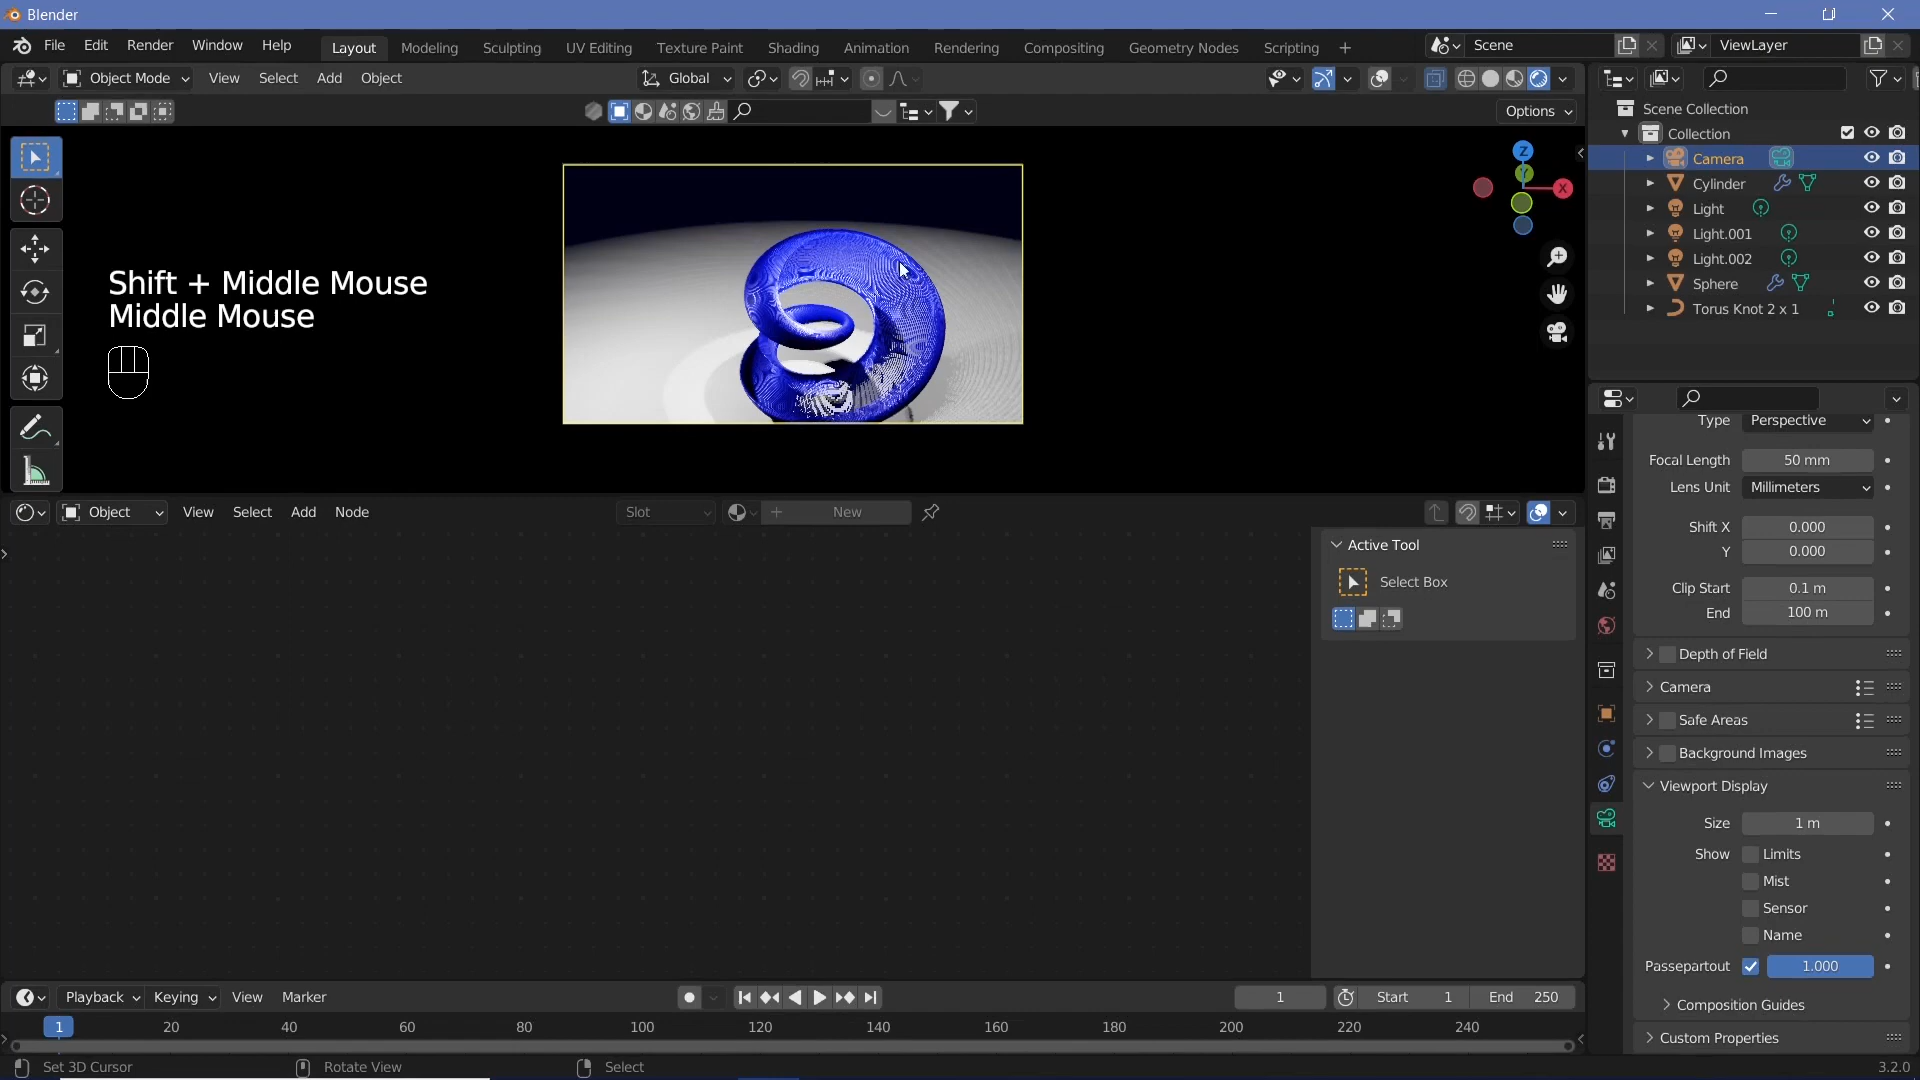 Blender
File Edit Render Window Help Layout Modeling Sculpting UV Editing Texture Paint Shading Animation Rendering Compositing Geometry Nodes Scripting + Scene ViewLayer
Object Mode View Select Add Object Global
Options
Scene Collection
Collection
Camera
Cylinder
Light
Light.001
Light.002
Sphere
Torus Knot 2 x 1
Z
Y
X
Shift + Middle Mouse
Middle Mouse
Type Perspective
Focal Length 50 mm
Lens Unit Millimeters
Shift X 0.000
Y 0.000
Clip Start 0.1 m
End 100 m
Depth of Field
Camera
Safe Areas
Background Images
Viewport Display
Size 1 m
Show Limits
Mist
Sensor
Name
Passepartout 1.000
Composition Guides
Custom Properties
Object View Select Add Node Slot New
Active Tool
Select Box
Playback Keying View Marker 1 Start 1 End 250
1 20 40 60 80 100 120 140 160 180 200 220 240
Set 3D Cursor Rotate View Select 3.2.0